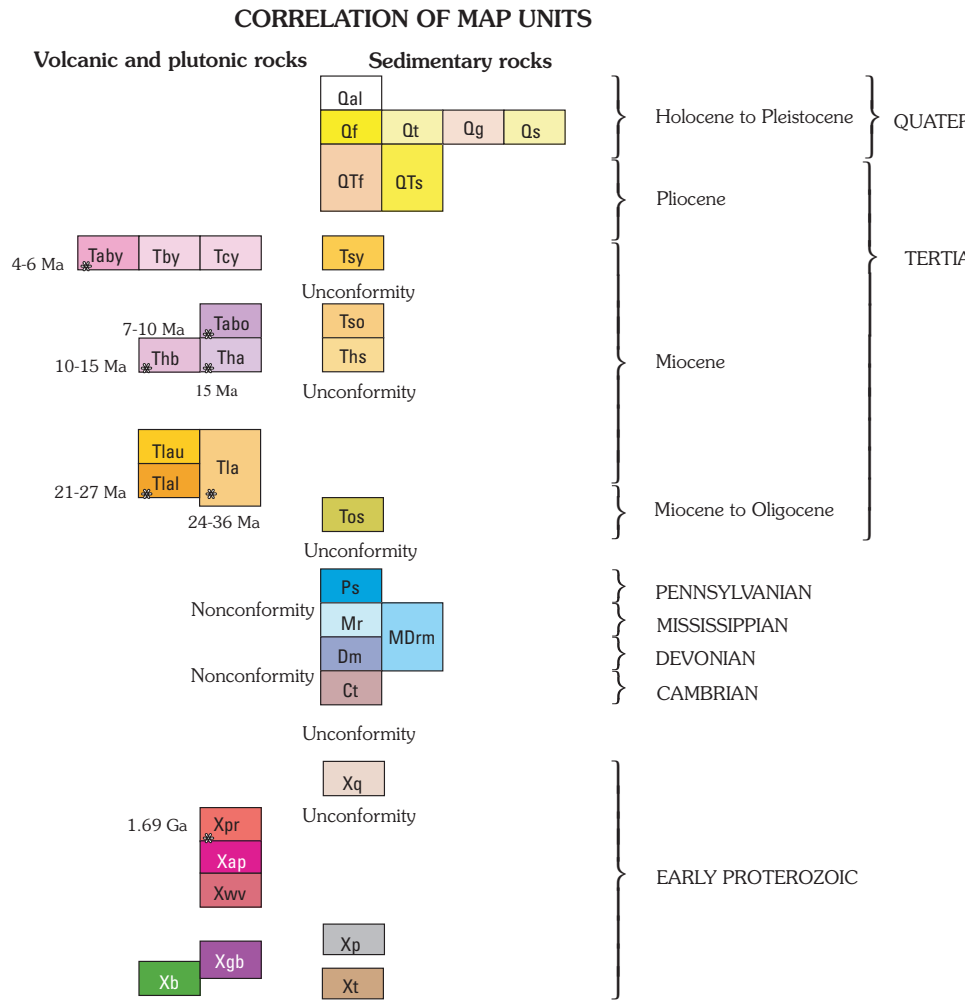 CORRELATION OF MAP UNITS
Volcanic and plutonic rocks Sedimentary rocks
Qal
Holocene to Pleistocene QUATER
Qf Qt Qg Qs
QTf QTs
Pliocene
Taby Tby Tcy Tsy
4-6 Ma
TERTIA
Unconformity
7-10 Ma Tabo Tso
10-15 Ma Thb Tha Ths
Miocene
15 Ma Unconformity
Tlau
Tla
Tlal
21-27 Ma
24-36 Ma Tos Miocene to Oligocene
Unconformity
Ps PENNSYLVANIAN
Nonconformity
Mr MISSISSIPPIAN
MDrm
Dm DEVONIAN
Nonconformity
Ct CAMBRIAN
Unconformity
Xq
Unconformity
1.69 Ga Xpr
Xap
EARLY PROTEROZOIC
Xwv
Xp
Xgb
Xb Xt